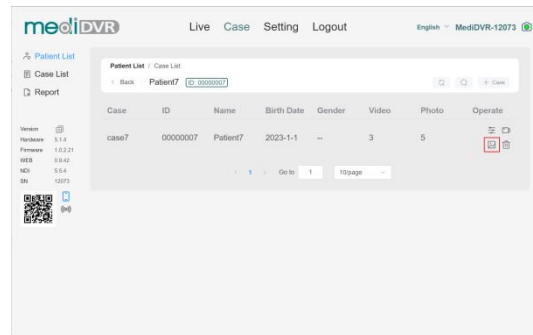 mediDVR
Live Case Setting Logout
English MediDVR-12073
Patient List
Case List
Report
Patient List / Case List
< Back Patient7 ID: 00000007
+ Case
Case ID Name Birth Date Gender Video Photo Operate
case7 00000007 Patient7 2023-1-1 -- 3 5
< 1 > Go to 1 10/page
Version
Hardware 5.1.4
Firmware 1.0.2.21
WEB 0.8.42
NDI 5.5.4
SN 12073